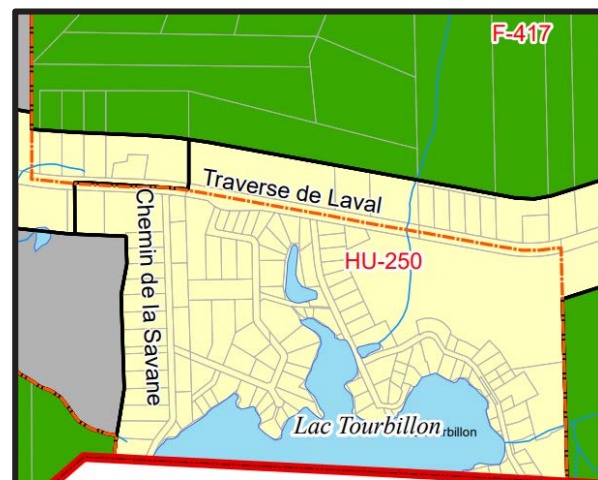 F-417
Traverse de Laval
Chemin de la Savane
HU-250
Lac Tourbillon
rbillon